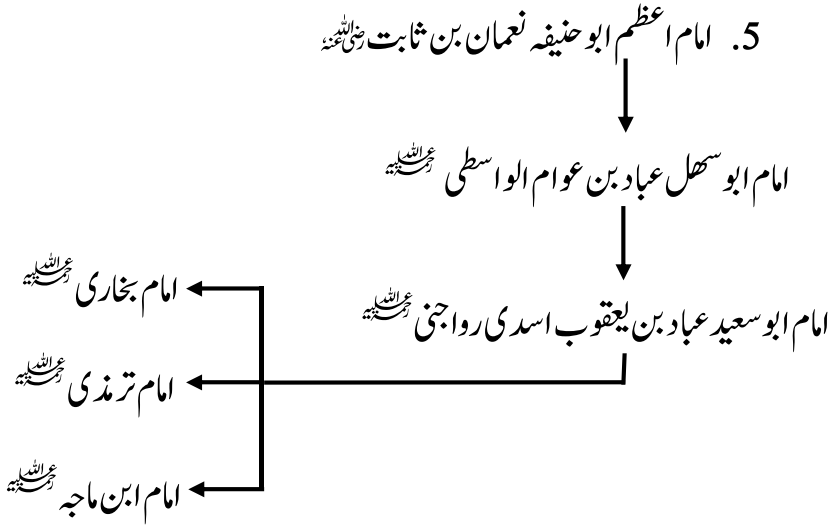 5. امام اعظم ابو حنیفہ نعمان بن ثابت رضی اللہ عنہ
امام ابو سھل عباد بن عوام الواسطی رحمۃ اللہ علیہ
امام ابو سعید عباد بن یعقوب اسدی رواجنی رحمۃ اللہ علیہ
امام بخاری رحمۃ اللہ علیہ
امام ترمذی رحمۃ اللہ علیہ
امام ابن ماجہ رحمۃ اللہ علیہ